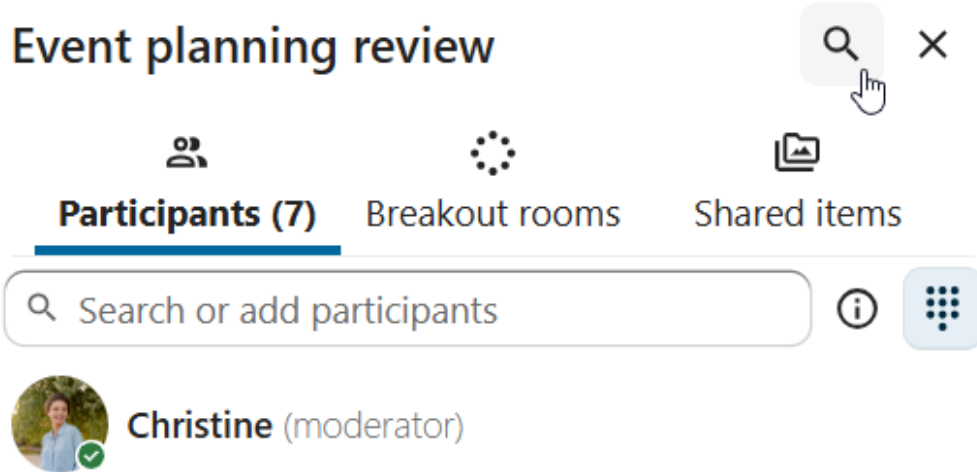 Event planning review
Participants (7) Breakout rooms Shared items
Search or add participants
Christine (moderator)